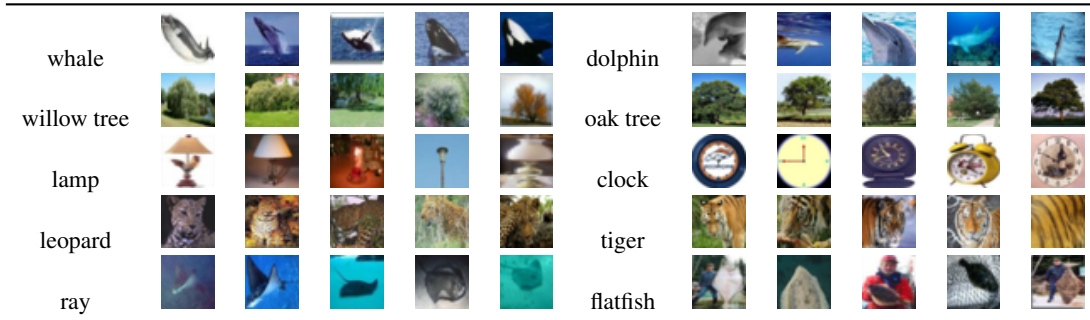 whale dolphin
willow tree oak tree
lamp clock
leopard tiger
ray flatfish